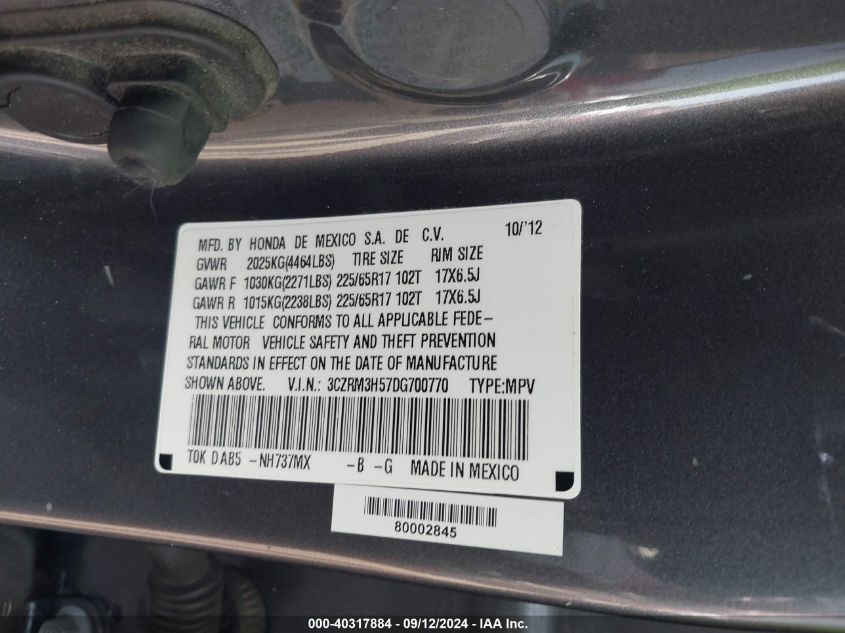 MFD. BY HONDA DE MEXICO S.A. DE C.V. 10/'12
GVWR 2025KG(4464LBS) TIRE SIZE RIM SIZE
GAWR F 1030KG(2271LBS) 225/65R17 102T 17X6.5J
GAWR R 1015KG(2238LBS) 225/65R17 102T 17X6.5J
THIS VEHICLE CONFORMS TO ALL APPLICABLE FEDE-
RAL MOTOR VEHICLE SAFETY AND THEFT PREVENTION
STANDARDS IN EFFECT ON THE DATE OF MANUFACTURE
SHOWN ABOVE. V.I.N.: 3CZRM3H57DG700770 TYPE:MPV
T0K DAB5 -NH737MX -B -G MADE IN MEXICO
80002845
000-40317884 - 09/12/2024 - IAA Inc.